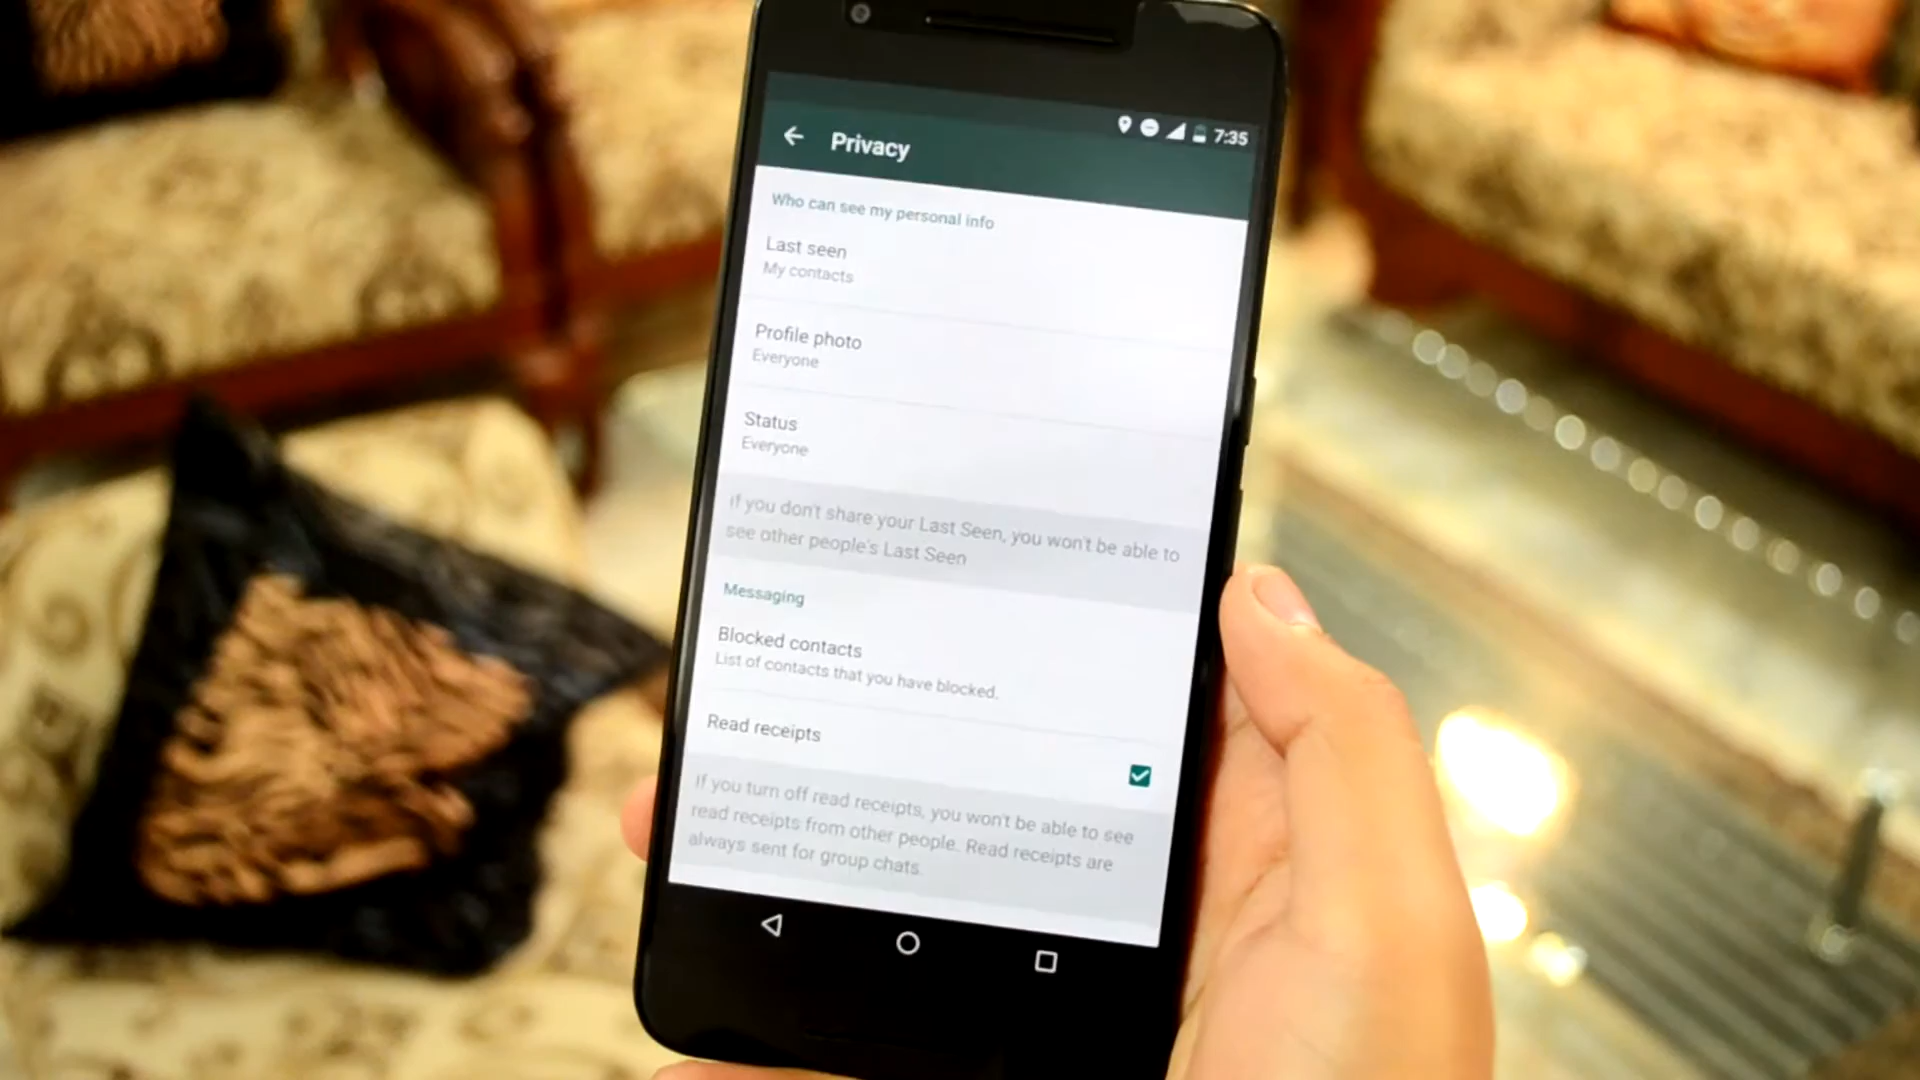 7:35
Privacy
Who can see my personal info
Last seen
My contacts
Profile photo
Everyone
Status
Everyone
If you don't share your Last Seen, you won't be able to
see other people's Last Seen
Messaging
Blocked contacts
List of contacts that you have blocked.
Read receipts
If you turn off read receipts, you won't be able to see
read receipts from other people. Read receipts are
always sent for group chats.